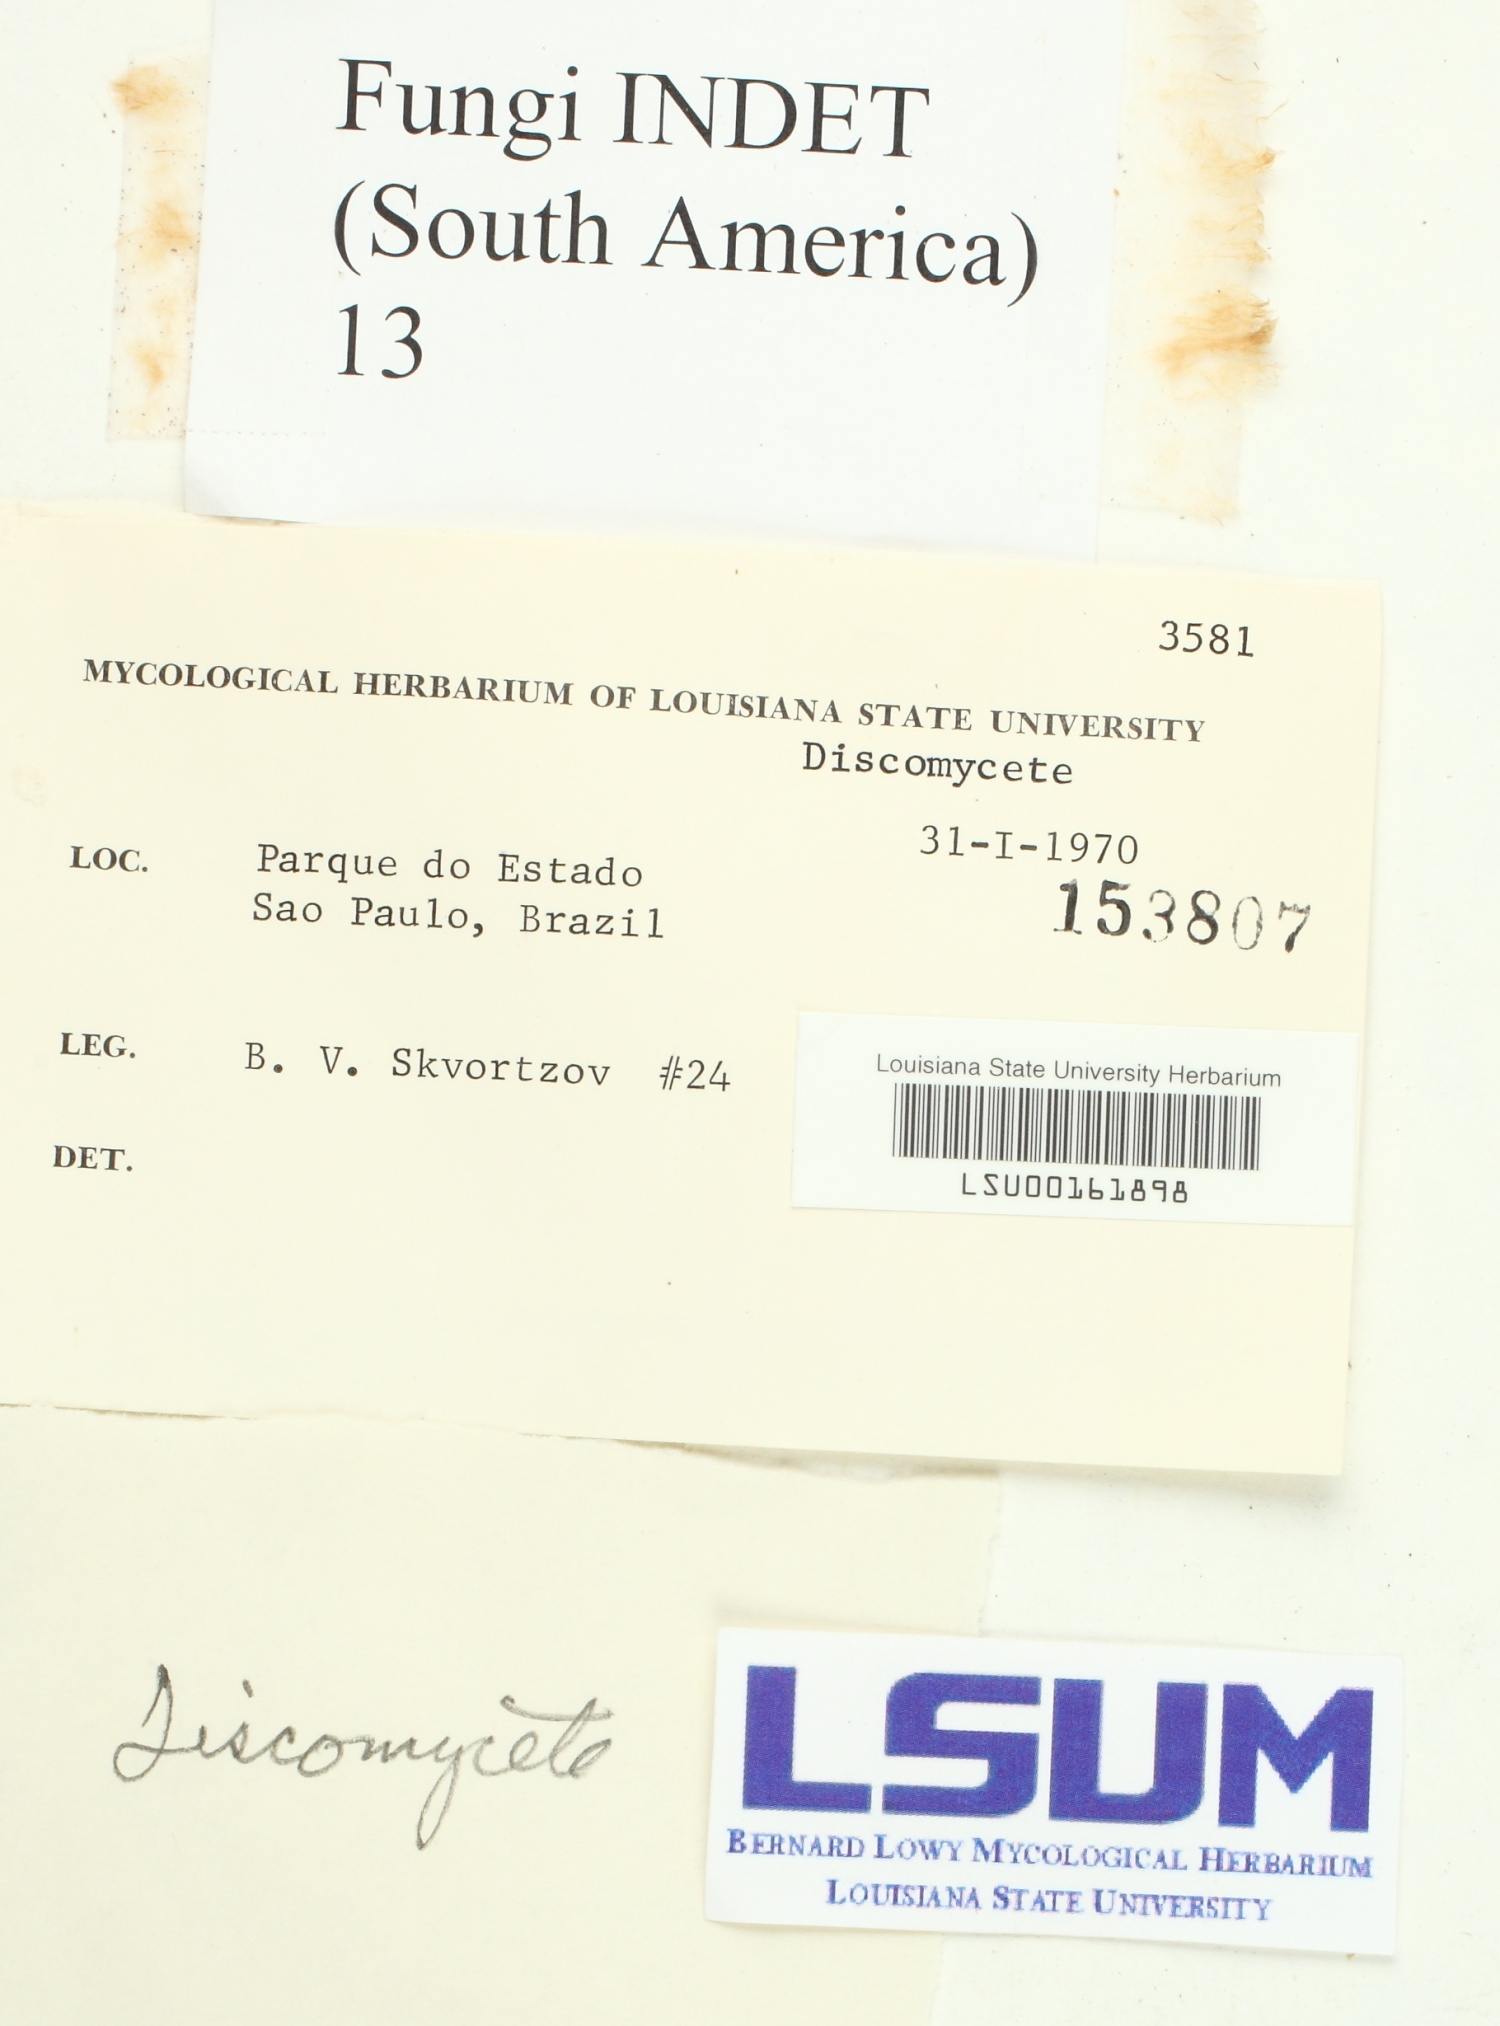 Fungi INDET
(South America)
13
3581
MYCOLOGICAL HERBARIUM OF LOUISIANA STATE UNIVERSITY
Discomycete
31-I-1970
LOC. Parque do Estado
Sao Paulo, Brazil
153807
LEG. B. V. Skvortzov #24
Louisiana State University Herbarium
LSU00161898
DET.
Discomycete
LSUM
BERNARD LOWY MYCOLOGICAL HERBARIUM
LOUISIANA STATE UNIVERSITY